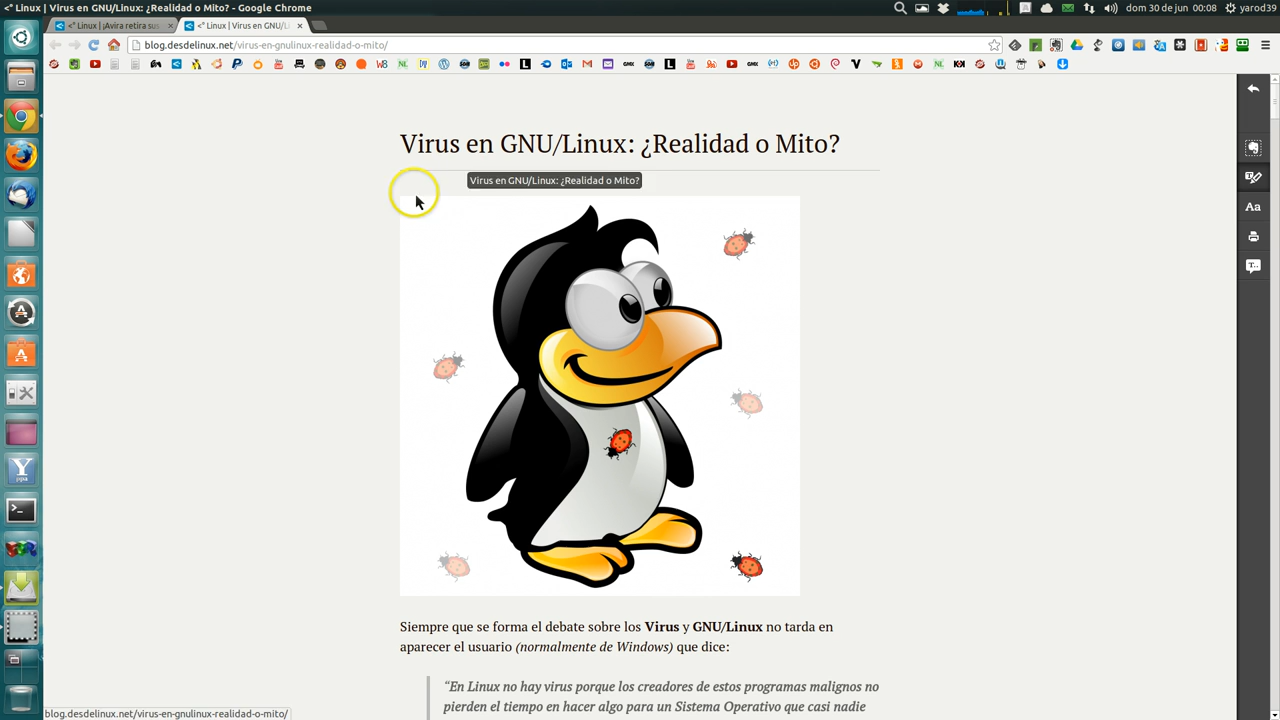 <* Linux | Virus en GNU/Linux: ¿Realidad o Mito? - Google Chrome
dom 30 de jun 00:08 yarod39
<* Linux | ¡Avira retira sus
<* Linux | Virus en GNU/Li
blog.desdelinux.net/virus-en-gnulinux-realidad-o-mito/
Virus en GNU/Linux: ¿Realidad o Mito?
Virus en GNU/Linux: ¿Realidad o Mito?
Aa
Siempre que se forma el debate sobre los Virus y GNU/Linux no tarda en
aparecer el usuario (normalmente de Windows) que dice:
“En Linux no hay virus porque los creadores de estos programas malignos no
pierden el tiempo en hacer algo para un Sistema Operativo que casi nadie
blog.desdelinux.net/virus-en-gnulinux-realidad-o-mito/